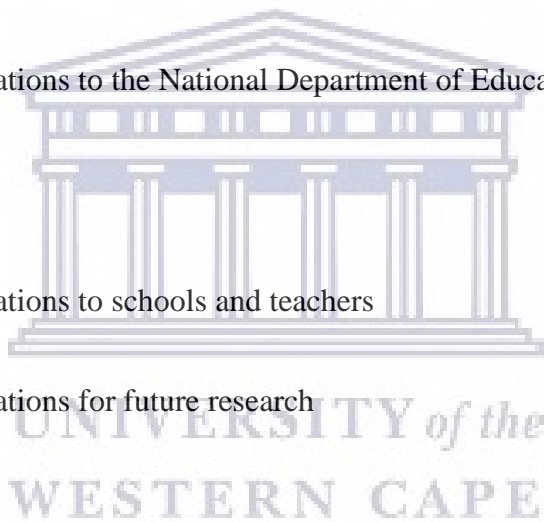 ations to the National Department of Educa
ations to schools and teachers
ations for future research
UNIVERSITY of the
WESTERN CAPE